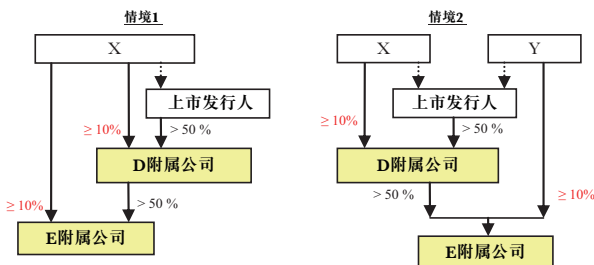 情境1
X
上市发行人
≥ 10%
> 50 %
D附属公司
≥ 10%
> 50 %
E附属公司
情境2
X
Y
上市发行人
≥ 10%
> 50 %
D附属公司
> 50 %
≥ 10%
E附属公司